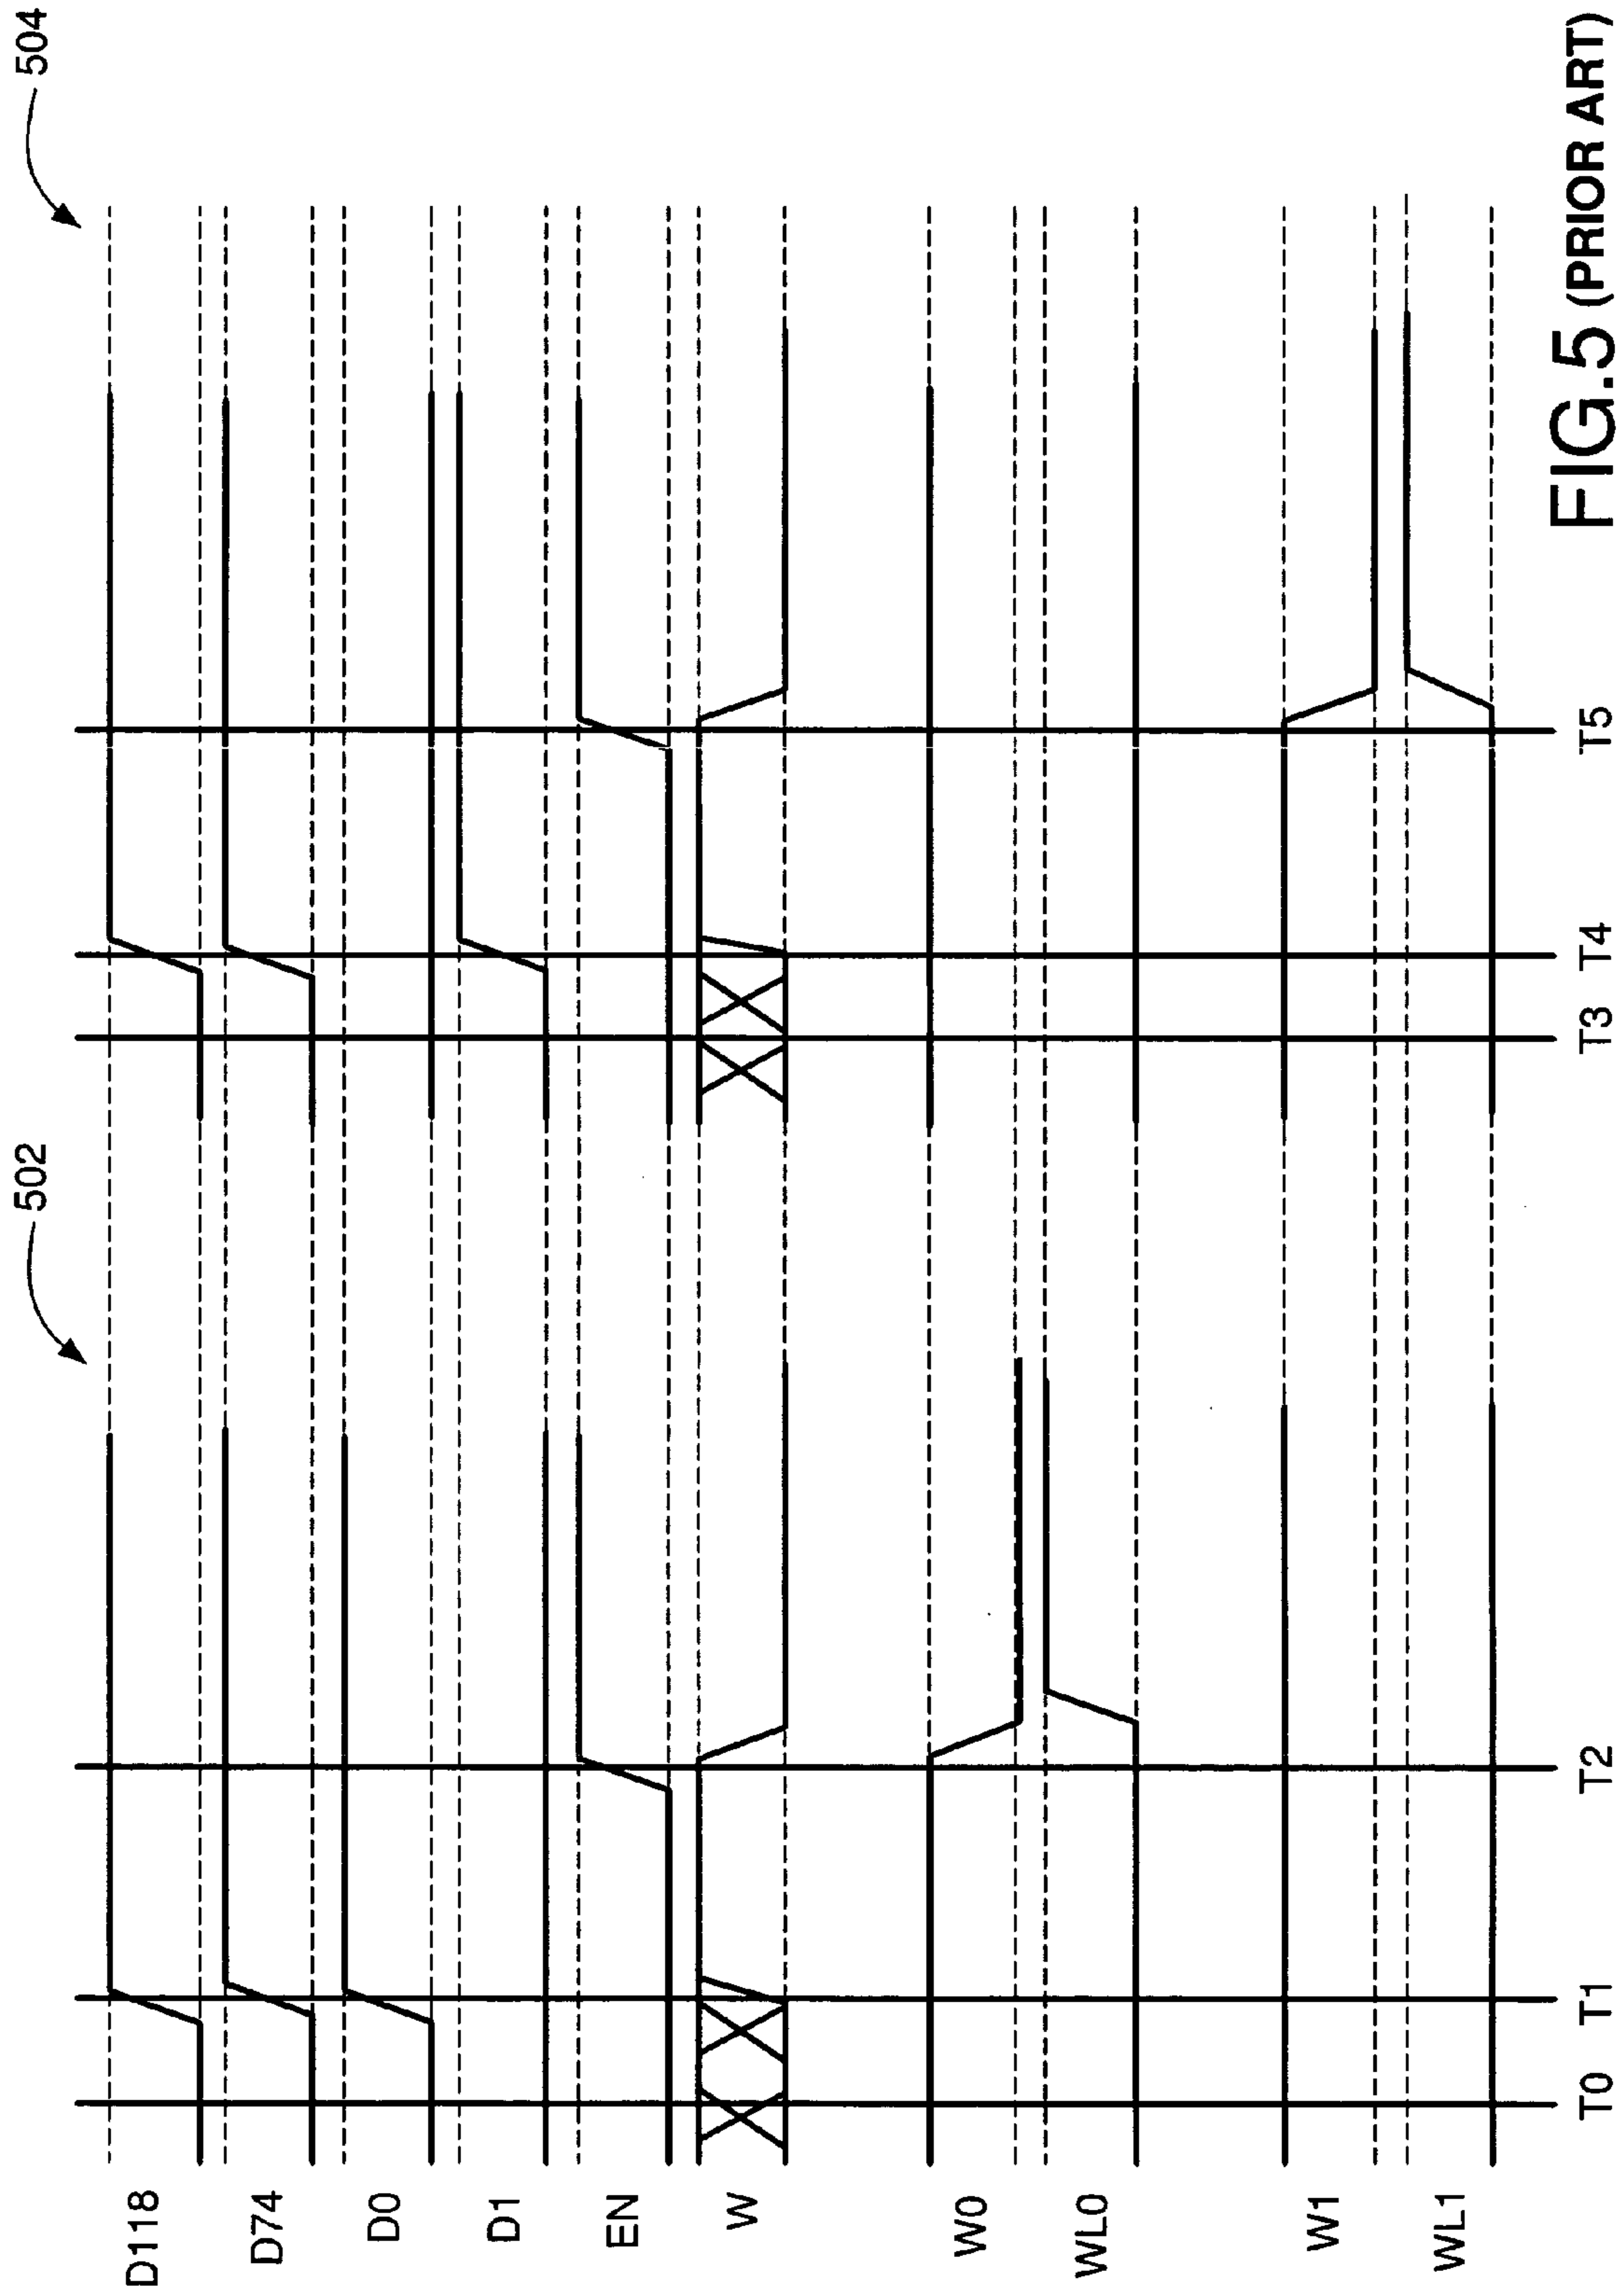 502
504
D118
D74
D0
D1
EN
W
W0
WL0
W1
WL1
T0 T1 T2 T3 T4 T5
FIG.5 (PRIOR ART)